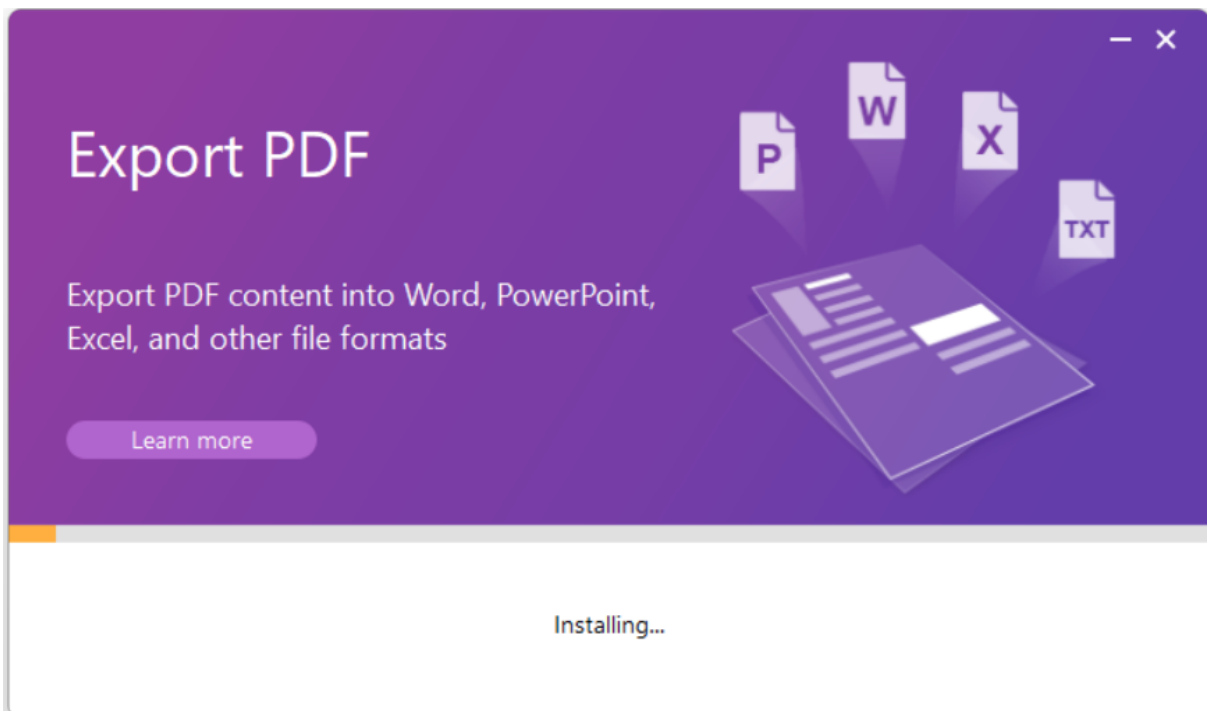 Export PDF
P
W
X
TXT
Export PDF content into Word, PowerPoint,
Excel, and other file formats
Learn more
Installing...